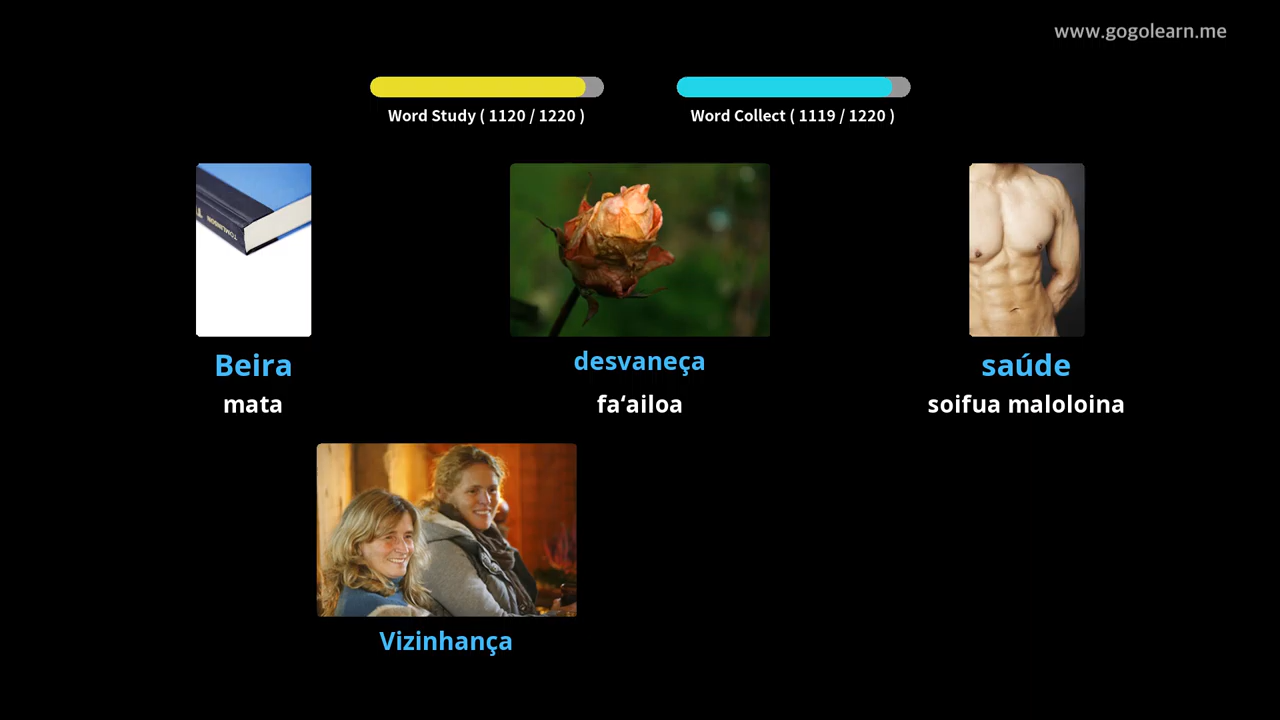 www.gogolearn.me
Word Study ( 1120 / 1220 )
Word Collect ( 1119 / 1220 )
TOMLINSON
Beira
desvaneça
saúde
mata
fa‘ailoa
soifua maloloina
Vizinhança